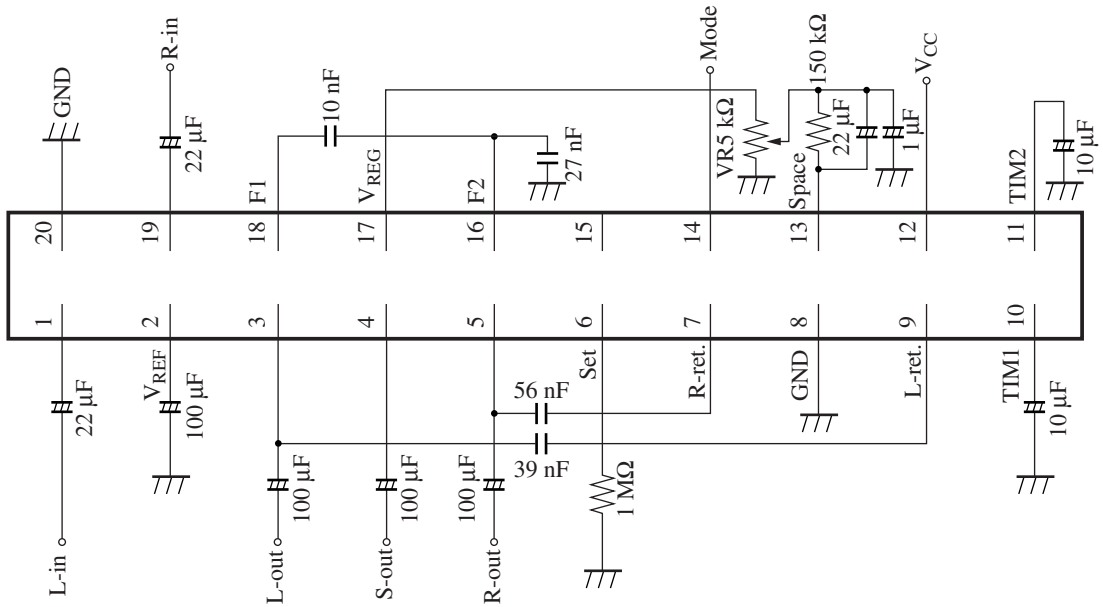 GND
R-in
22 µF
F1
10 nF
V_REG
F2
27 nF
VR5 kΩ
Mode
Space
150 kΩ
22 µF
1 µF
V_CC
TIM2
10 µF
20
19
18
17
16
15
14
13
12
11
1
2
3
4
5
6
7
8
9
10
L-in
22 µF
V_REF
100 µF
L-out
100 µF
S-out
100 µF
R-out
100 µF
56 nF
39 nF
Set
1 MΩ
R-ret.
GND
L-ret.
TIM1
10 µF